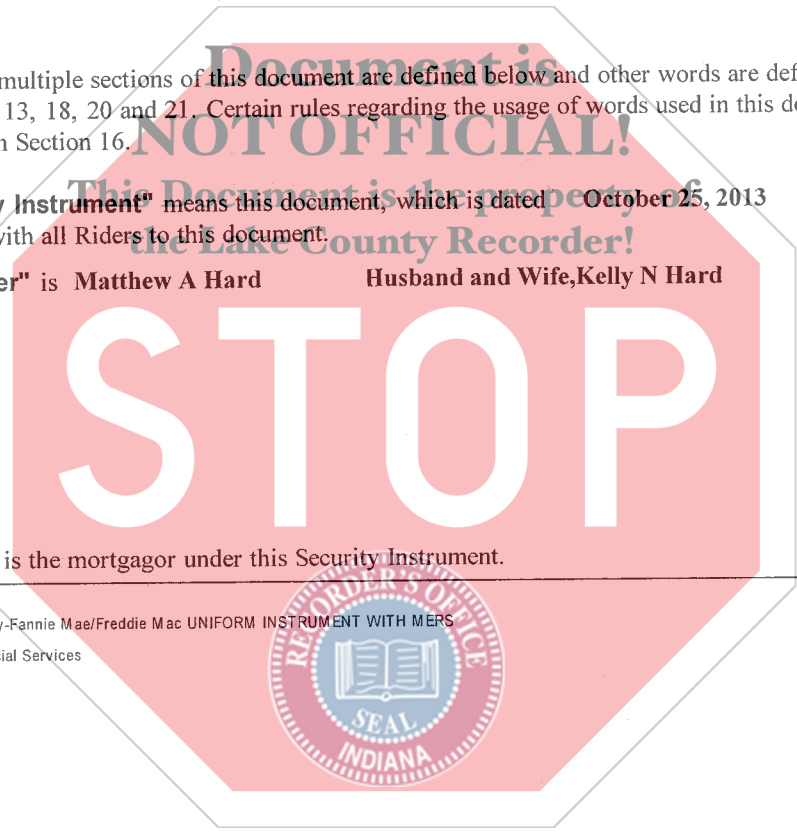 Document is
multiple sections of this document are defined below and other words are def
13, 18, 20 and 21. Certain rules regarding the usage of words used in this d
n Section 16.
NOT OFFICIAL!
This Document is the property of
y Instrument" means this document, which is dated October 25, 2013
with all Riders to this document.
the Lake County Recorder!
er" is Matthew A Hard Husband and Wife,Kelly N Hard
STOP
is the mortgagor under this Security Instrument.
y-Fannie Mae/Freddie Mac UNIFORM INSTRUMENT WITH MERS
cial Services
RECORDER'S OFFICE
SEAL
INDIANA